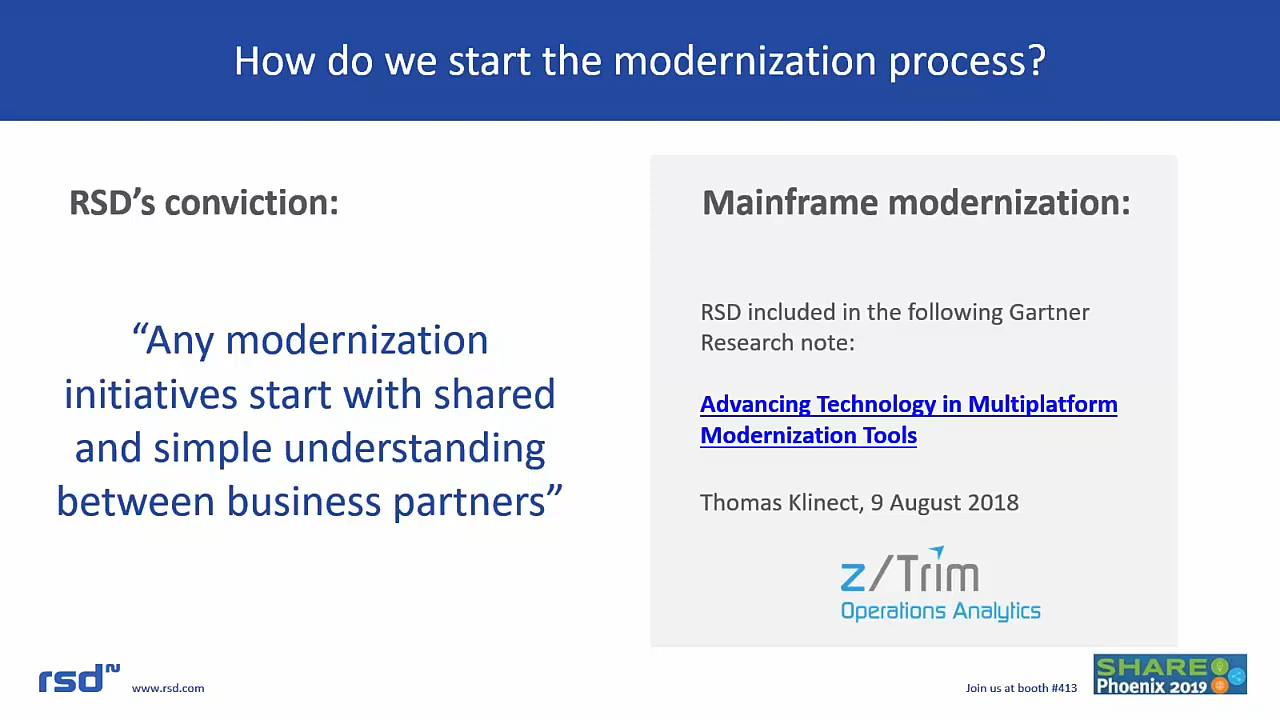 How do we start the modernization process?
RSD’s conviction:
“Any modernization
initiatives start with shared
and simple understanding
between business partners”
Mainframe modernization:
RSD included in the following Gartner
Research note:
Advancing Technology in Multiplatform
Modernization Tools
Thomas Klinect, 9 August 2018
z/Trim
Operations Analytics
rsd
www.rsd.com
Join us at booth #413
SHARE
Phoenix 2019